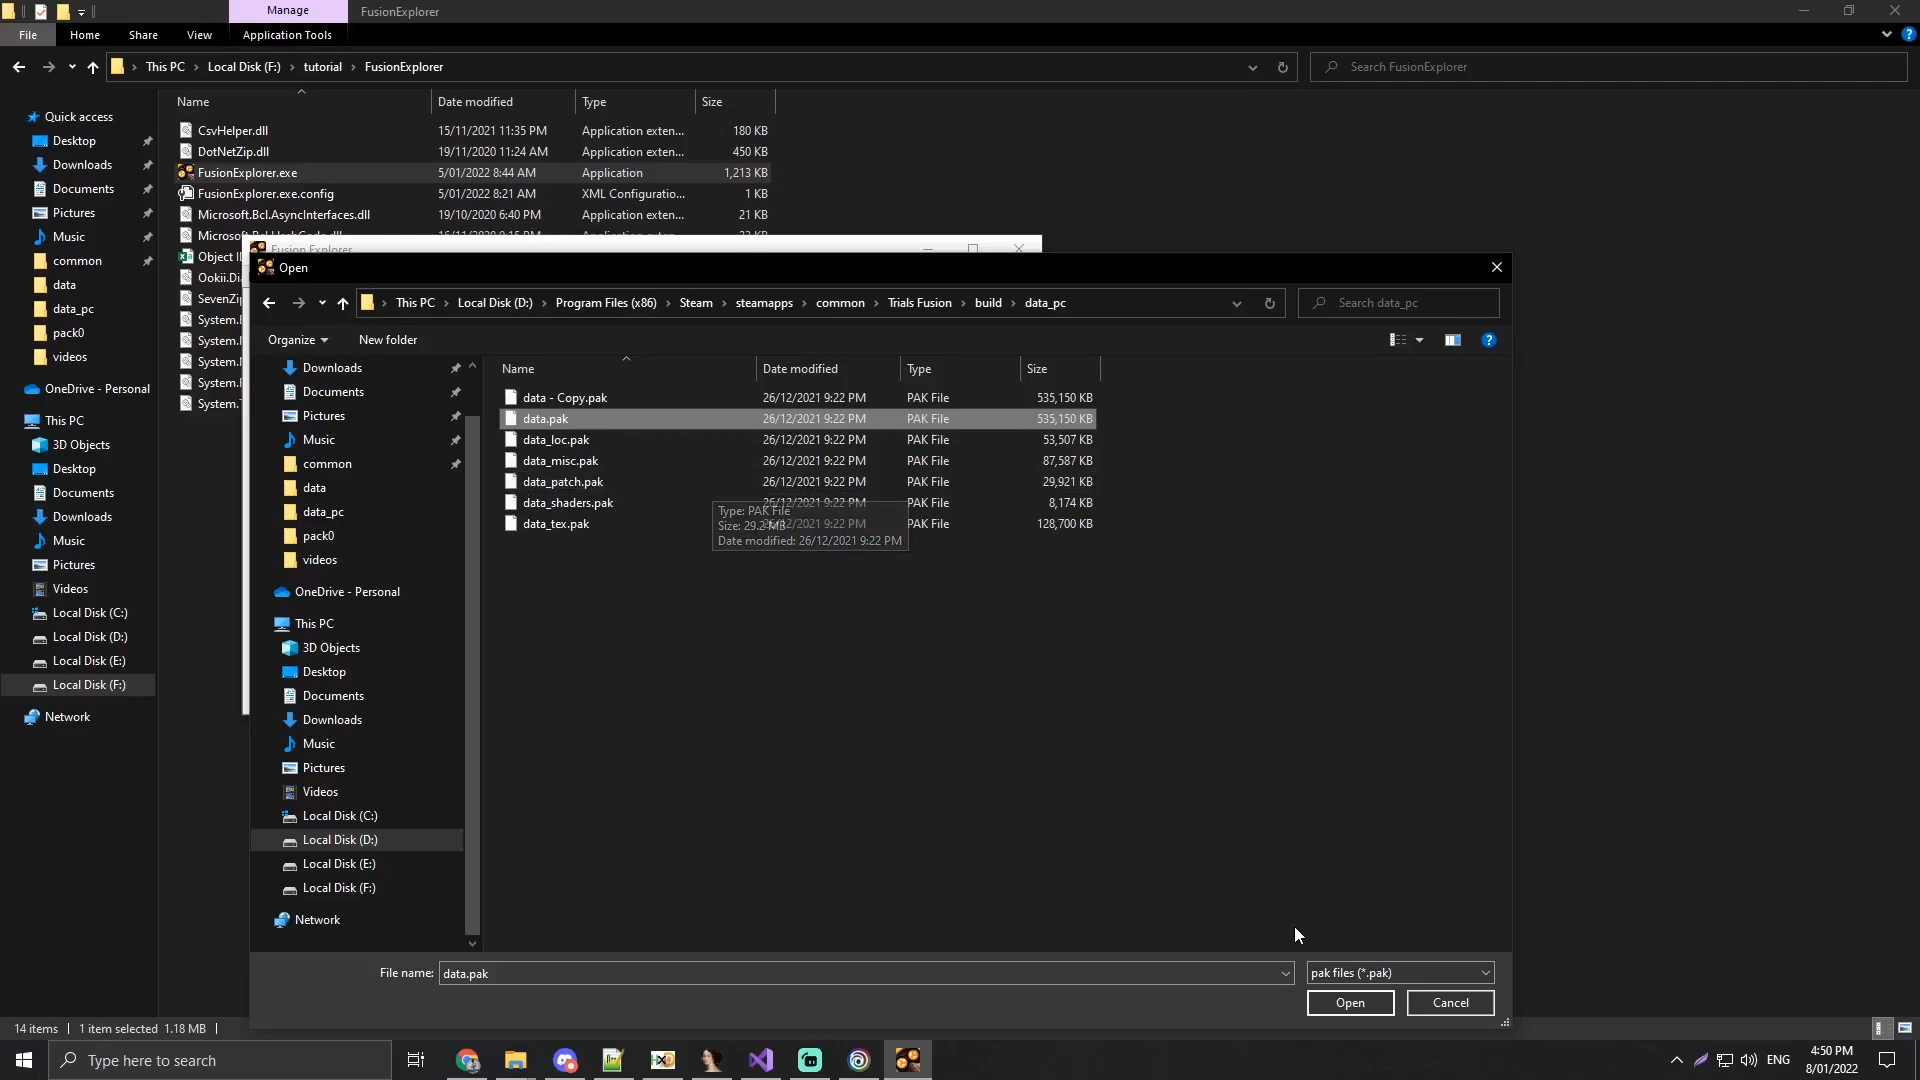 Manage FusionExplorer
File Home Share View Application Tools
This PC Local Disk (F:) tutorial FusionExplorer Search FusionExplorer
Name Date modified Type Size
Quick access
Desktop
Downloads
Documents
Pictures
Music
common
data
data_pc
pack0
videos
OneDrive - Personal
This PC
3D Objects
Desktop
Documents
Downloads
Music
Pictures
Videos
Local Disk (C:)
Local Disk (D:)
Local Disk (E:)
Local Disk (F:)
Network
CsvHelper.dll 15/11/2021 11:35 PM Application exten... 180 KB
DotNetZip.dll 19/11/2020 11:24 AM Application exten... 450 KB
FusionExplorer.exe 5/01/2022 8:44 AM Application 1,213 KB
FusionExplorer.exe.config 5/01/2022 8:21 AM XML Configuratio... 1 KB
Microsoft.Bcl.AsyncInterfaces.dll 19/10/2020 6:40 PM Application exten... 21 KB
Fusion Explorer
Object
Open
This PC Local Disk (D:) Program Files (x86) Steam steamapps common Trials Fusion build data_pc Search data_pc
Organize New folder
Downloads
Documents
Pictures
Music
common
data
data_pc
pack0
videos
OneDrive - Personal
This PC
3D Objects
Desktop
Documents
Downloads
Music
Pictures
Videos
Local Disk (C:)
Local Disk (D:)
Local Disk (E:)
Local Disk (F:)
Network
Name Date modified Type Size
data - Copy.pak 26/12/2021 9:22 PM PAK File 535,150 KB
data.pak 26/12/2021 9:22 PM PAK File 535,150 KB
data_loc.pak 26/12/2021 9:22 PM PAK File 53,507 KB
data_misc.pak 26/12/2021 9:22 PM PAK File 87,587 KB
data_patch.pak 26/12/2021 9:22 PM PAK File 29,921 KB
data_shaders.pak 26/12/2021 9:22 PM PAK File 8,174 KB
data_tex.pak PAK File 128,700 KB
Type: PAK File
Size: 29.2 MB
Date modified: 26/12/2021 9:22 PM
File name: data.pak pak files (*.pak)
Open Cancel
14 items 1 item selected 1.18 MB
Type here to search
ENG
4:50 PM
8/01/2022